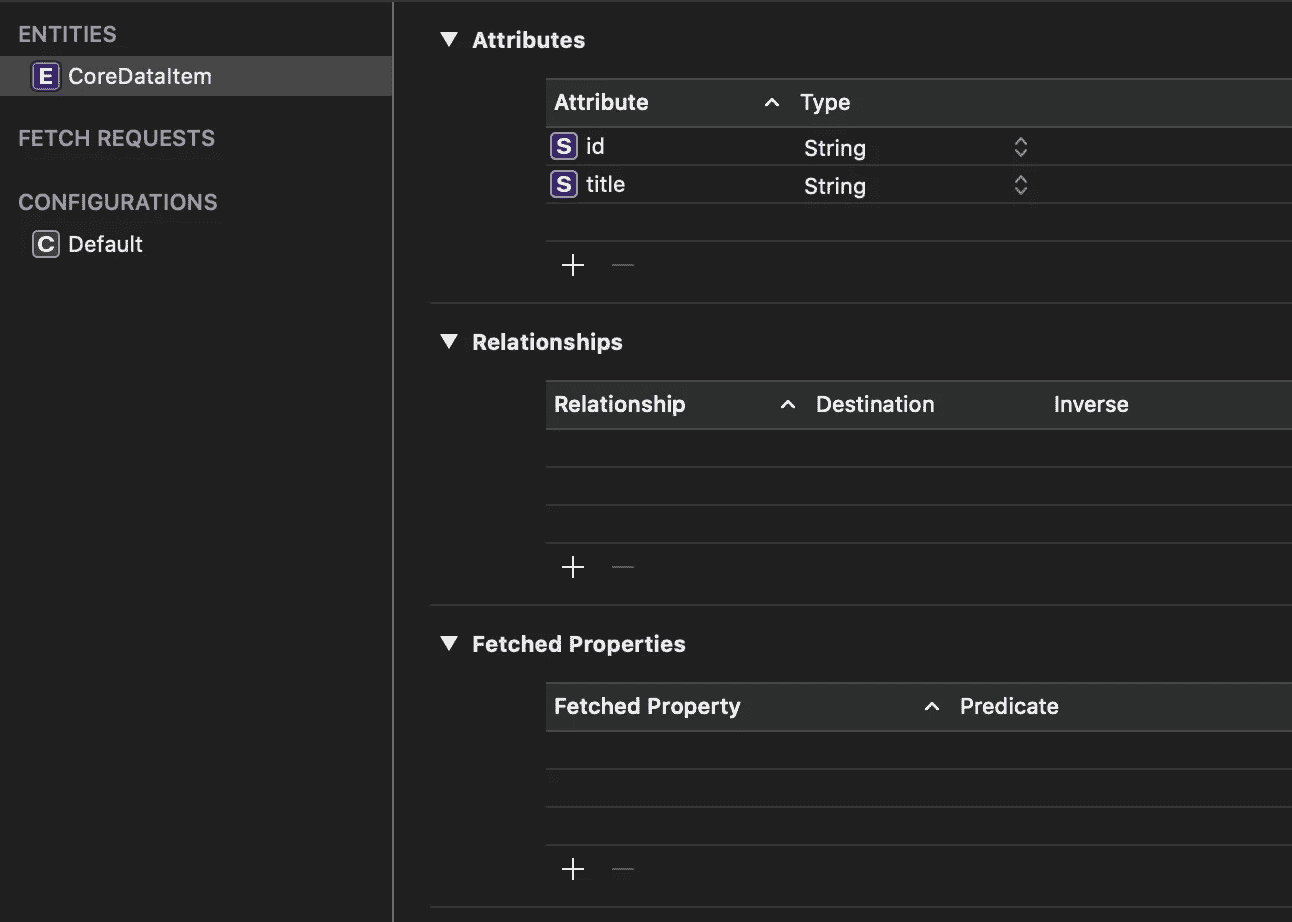 ENTITIES
E CoreDataItem
FETCH REQUESTS
CONFIGURATIONS
C Default
Attributes
Attribute Type
S id String
S title String
Relationships
Relationship Destination Inverse
Fetched Properties
Fetched Property Predicate